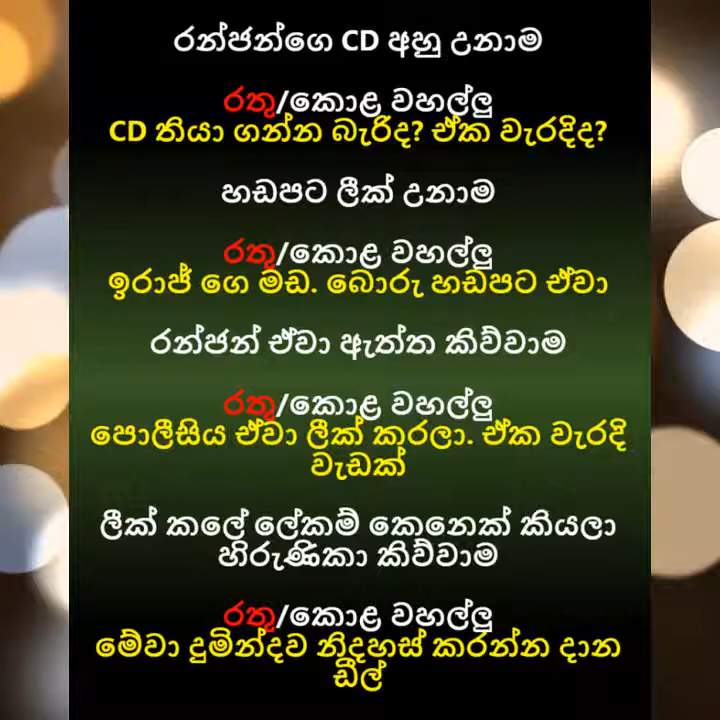 රන්ජන්ගෙ CD අහු උනාම
රතු/කොළ වහල්ලු
CD තියා ගන්න බැරිද? ඒක වැරදිද?
හඩපට ලීක් උනාම
රතු/කොළ වහල්ලු
ඉරාජ් ගෙ මඩ. බොරු හඩපට ඒවා
රන්ජන් ඒවා ඇත්ත කිව්වාම
රතු/කොළ වහල්ලු
පොලීසිය ඒවා ලීක් කරලා. ඒක වැරදි
වැඩක්
ලීක් කලේ ලේකම් කෙනෙක් කියලා
හිරුණිකා කිව්වාම
රතු/කොළ වහල්ලු
මේවා දුමින්දව නිදහස් කරන්න දාන
ඩීල්